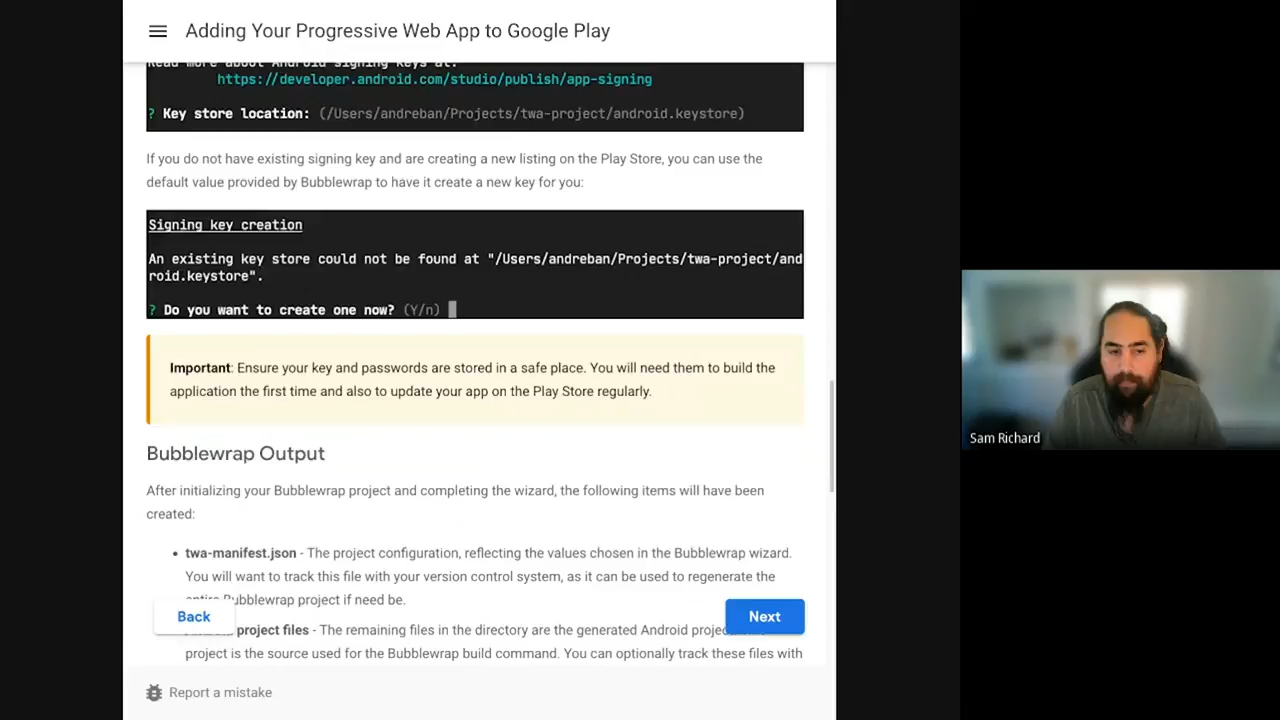 Adding Your Progressive Web App to Google Play
Read more about Android signing keys at:
https://developer.android.com/studio/publish/app-signing
? Key store location: (/Users/andreban/Projects/twa-project/android.keystore)
If you do not have existing signing key and are creating a new listing on the Play Store, you can use the
default value provided by Bubblewrap to have it create a new key for you:
Signing key creation
An existing key store could not be found at "/Users/andreban/Projects/twa-project/and
roid.keystore".
? Do you want to create one now? (Y/n)
Important: Ensure your key and passwords are stored in a safe place. You will need them to build the
application the first time and also to update your app on the Play Store regularly.
Bubblewrap Output
After initializing your Bubblewrap project and completing the wizard, the following items will have been
created:
• twa-manifest.json - The project configuration, reflecting the values chosen in the Bubblewrap wizard.
You will want to track this file with your version control system, as it can be used to regenerate the
entire Bubblewrap project if need be.
project files - The remaining files in the directory are the generated Android
project is the source used for the Bubblewrap build command. You can optionally track these files with
Back
Next
Report a mistake
Sam Richard